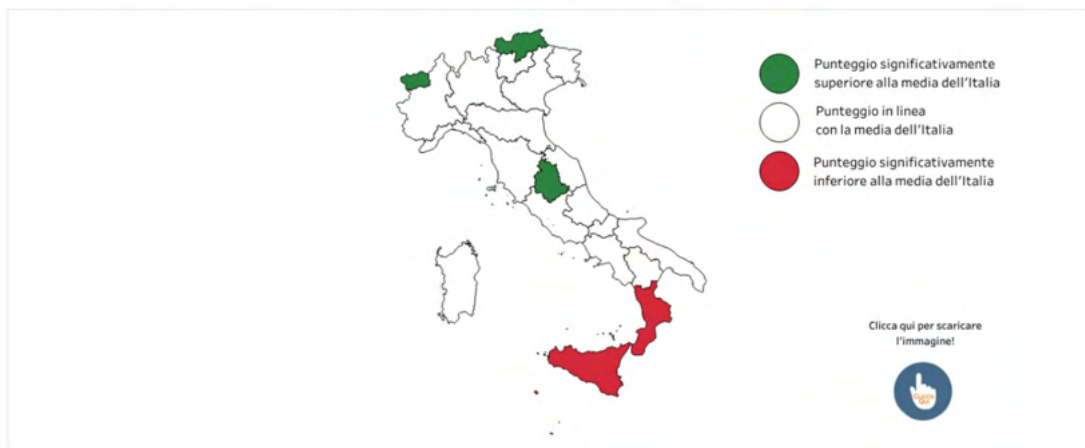 Punteggio significativamente
superiore alla media dell'Italia
Punteggio in linea
con la media dell'Italia
Punteggio significativamente
inferiore alla media dell'Italia
Clicca qui per scaricare
l'immagine!